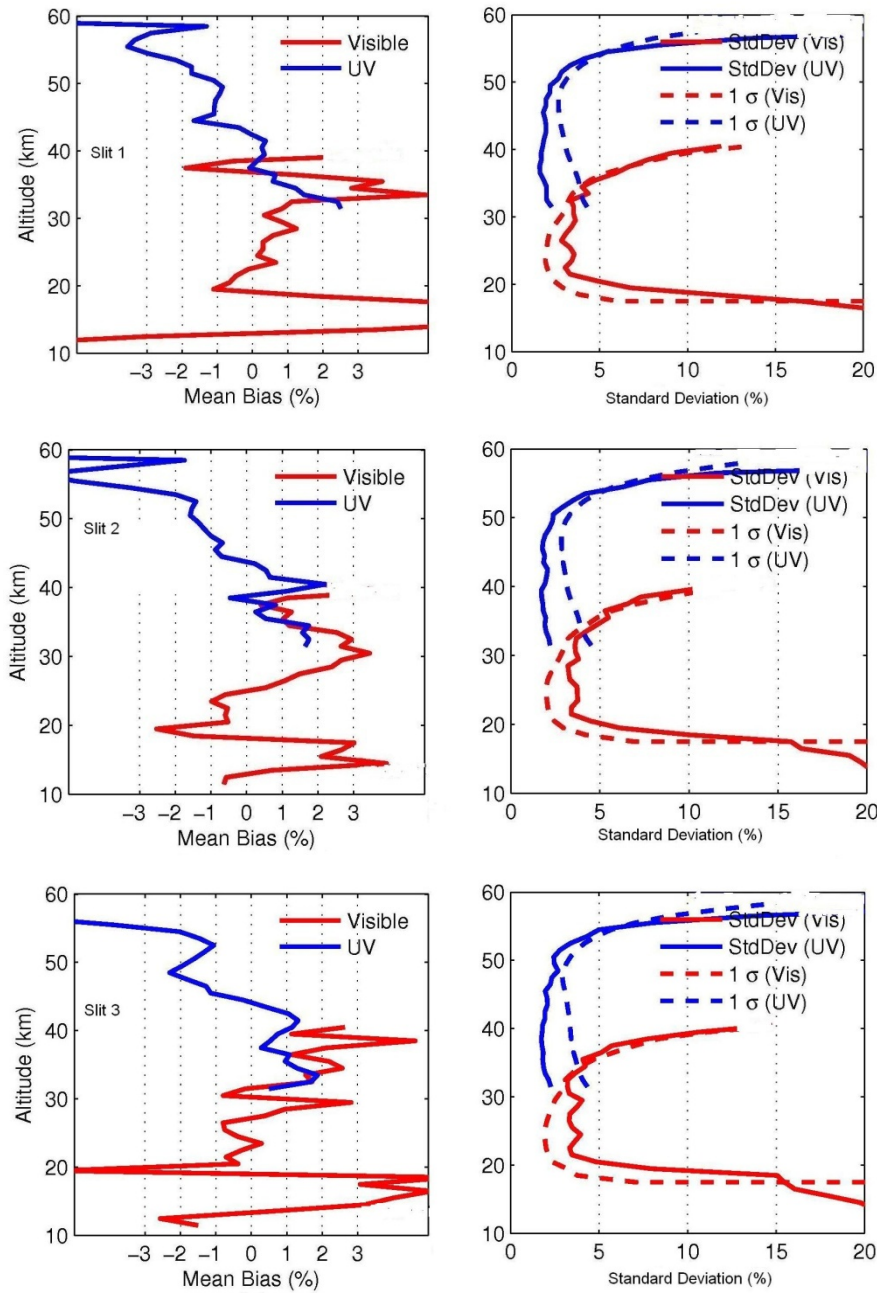 60
50
40
30
20
10
Altitude (km)
Slit 1
Visible
UV
−3 −2 −1 0 1 2 3
Mean Bias (%)
StdDev (Vis)
StdDev (UV)
1 σ (Vis)
1 σ (UV)
60
50
40
30
20
10
0 5 10 15 20
Standard Deviation (%)
60
50
40
30
20
10
Altitude (km)
Slit 2
Visible
UV
−3 −2 −1 0 1 2 3
Mean Bias (%)
StdDev (Vis)
StdDev (UV)
1 σ (Vis)
1 σ (UV)
60
50
40
30
20
10
0 5 10 15 20
Standard Deviation (%)
60
50
40
30
20
10
Altitude (km)
Slit 3
Visible
UV
−3 −2 −1 0 1 2 3
Mean Bias (%)
StdDev (Vis)
StdDev (UV)
1 σ (Vis)
1 σ (UV)
60
50
40
30
20
10
0 5 10 15 20
Standard Deviation (%)